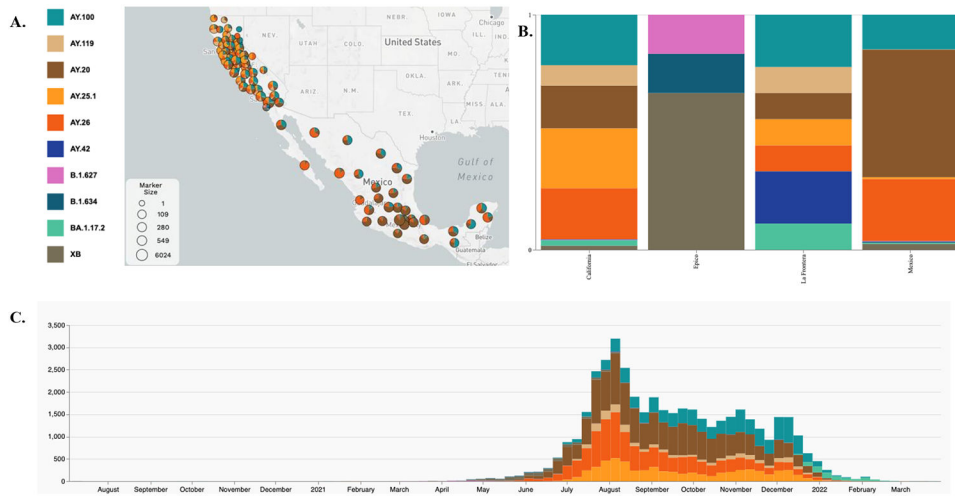 A.
AY.100
AY.119
AY.20
AY.25.1
AY.26
AY.42
B.1.627
B.1.634
BA.1.17.2
XB
NEBR.
IOWA
Chicago
NEV.
UTAH
COLO.
United States
ILL.
MO.
ARIZ.
N.M.
OKLA.
ARK.
TEX.
LA.
Houston
Gulf of
Mexico
Mexico
Belize
Guatemala
El Salvador
Marker
Size
1
109
280
549
6024
B.
1
0
California
Epico
La Frontera
Mexico
C.
3,500
3,000
2,500
2,000
1,500
1,000
500
0
August September October November December 2021 February March April May June July August September October November December 2022 February March